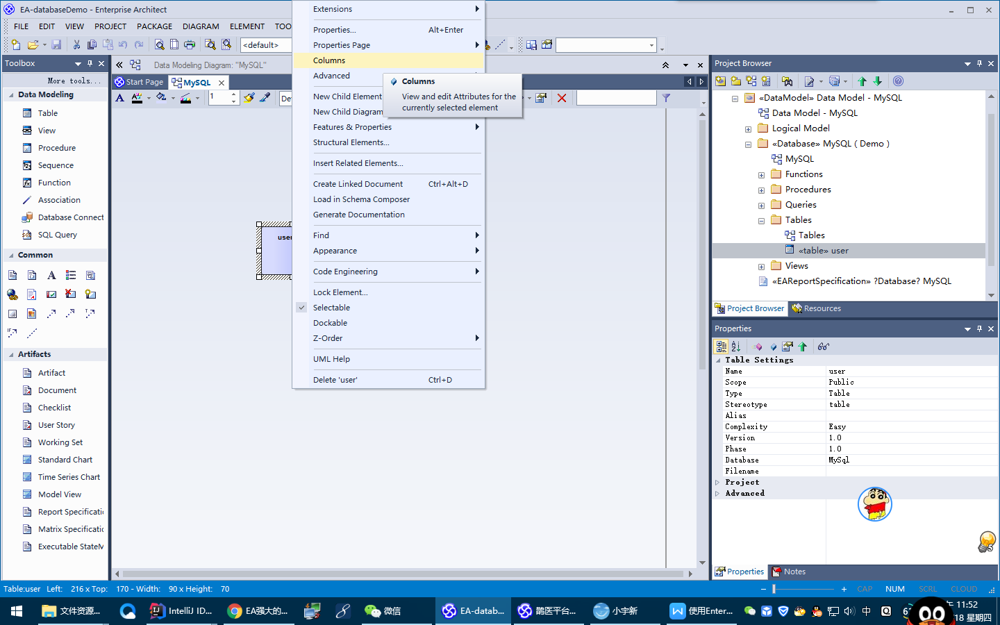 EA-databaseDemo - Enterprise Architect
FILE EDIT VIEW PROJECT PACKAGE DIAGRAM ELEMENT TOO
<default>
Toolbox
More tools...
Data Modeling
Table
View
Procedure
Sequence
Function
Association
Database Connect
SQL Query
Common
Artifacts
Artifact
Document
Checklist
User Story
Working Set
Standard Chart
Time Series Chart
Model View
Report Specificati
Matrix Specificatio
Executable StateM
Data Modeling Diagram: "MySQL"
Start Page MySQL
1
user
Extensions
Properties... Alt+Enter
Properties Page
Columns
Advanced
New Child Element
New Child Diagram
Features & Properties
Structural Elements...
Insert Related Elements...
Create Linked Document Ctrl+Alt+D
Load in Schema Composer
Generate Documentation
Find
Appearance
Code Engineering
Lock Element...
Selectable
Dockable
Z-Order
UML Help
Delete 'user' Ctrl+D
Columns
View and edit Attributes for the
currently selected element
Project Browser
«DataModel» Data Model - MySQL
Data Model - MySQL
Logical Model
«Database» MySQL ( Demo )
MySQL
Functions
Procedures
Queries
Tables
Tables
«table» user
Views
«EAReportSpecification» ?Database? MySQL
Project Browser Resources
Properties
Table Settings
Name user
Scope Public
Type Table
Stereotype table
Alias
Complexity Easy
Version 1.0
Phase 1.0
Database MySql
Filename
Project
Advanced
5
Properties Notes
Table:user Left: 216 x Top: 170 - Width: 90 x Height: 70
CAP NUM SCRL CLOUD
文件资源...
IntelliJ ID...
EA强大的...
微信
EA-datab...
鹊医平台...
小宇新
使用Enter...
中
11:52
/18 星期四